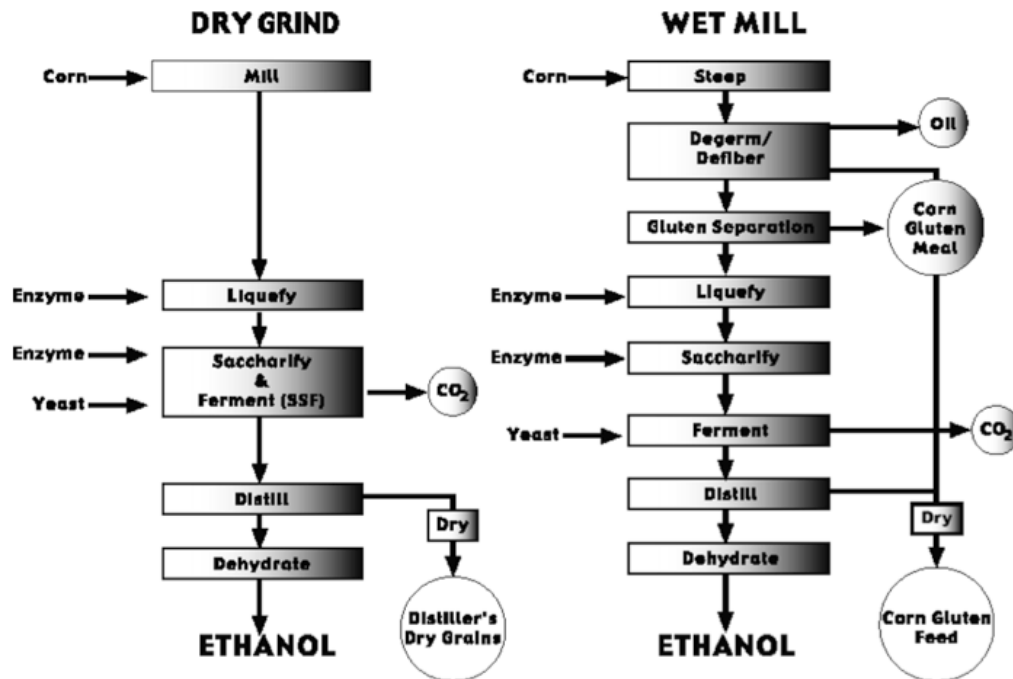 DRY GRIND
Corn
Mill
Enzyme
Liquefy
Enzyme
Yeast
Saccharify
&
Ferment (SSF)
CO2
Distill
Dry
Dehydrate
Distiller's
Dry Grains
ETHANOL
WET MILL
Corn
Steep
Degerm/
Defiber
Oil
Gluten Separation
Corn
Gluten
Meal
Enzyme
Liquefy
Enzyme
Saccharify
Yeast
Ferment
CO2
Distill
Dry
Dehydrate
Corn Gluten
Feed
ETHANOL